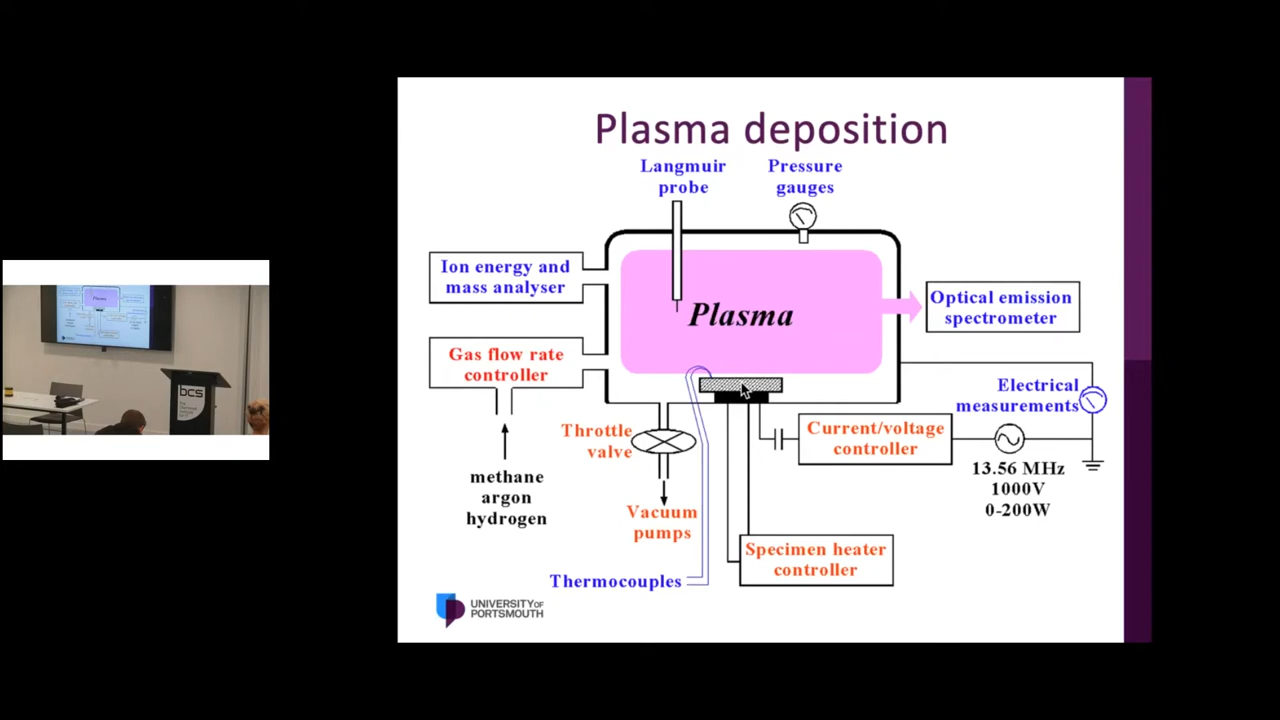 Plasma deposition
Langmuir
probe
Pressure
gauges
Ion energy and
mass analyser
Plasma
Optical emission
spectrometer
Gas flow rate
controller
Electrical
measurements
Throttle
valve
Current/voltage
controller
methane
argon
hydrogen
13.56 MHz
1000V
0-200W
Vacuum
pumps
Specimen heater
controller
Thermocouples
UNIVERSITY OF
PORTSMOUTH
bcs
Plasma